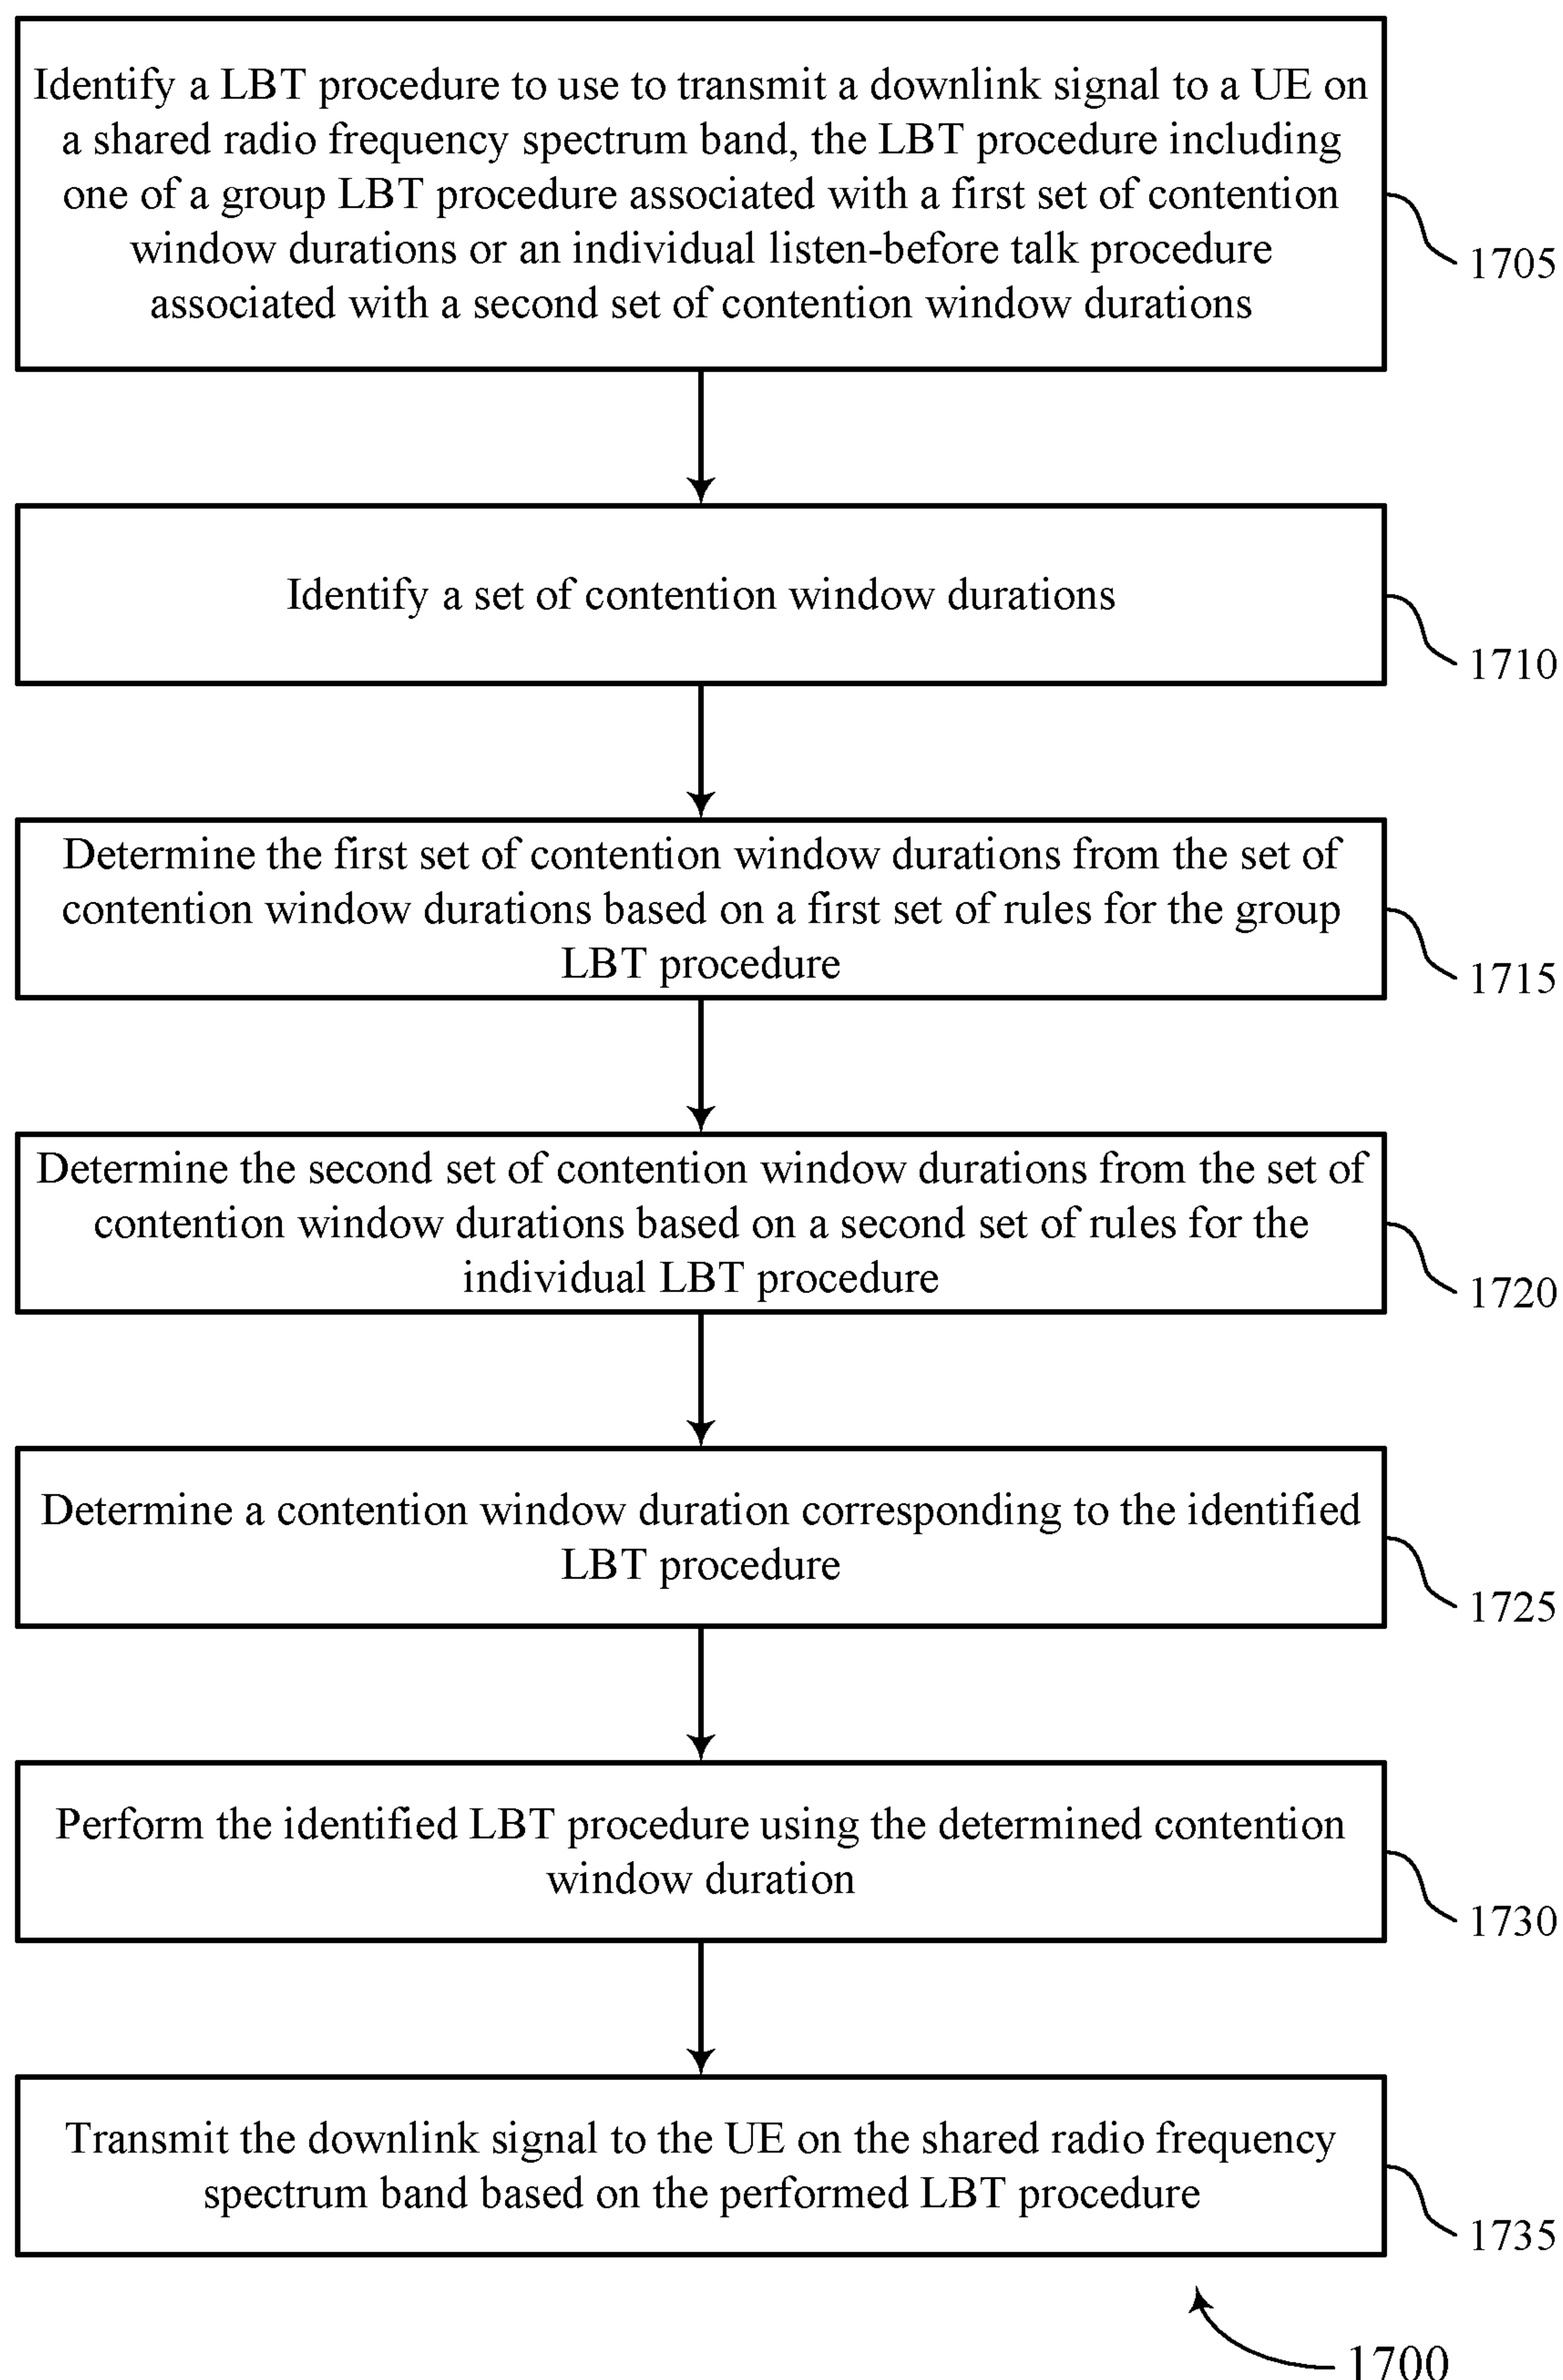 Identify a LBT procedure to use to transmit a downlink signal to a UE on
a shared radio frequency spectrum band, the LBT procedure including
one of a group LBT procedure associated with a first set of contention
window durations or an individual listen-before talk procedure
associated with a second set of contention window durations
1705
Identify a set of contention window durations
1710
Determine the first set of contention window durations from the set of
contention window durations based on a first set of rules for the group
LBT procedure
1715
Determine the second set of contention window durations from the set of
contention window durations based on a second set of rules for the
individual LBT procedure
1720
Determine a contention window duration corresponding to the identified
LBT procedure
1725
Perform the identified LBT procedure using the determined contention
window duration
1730
Transmit the downlink signal to the UE on the shared radio frequency
spectrum band based on the performed LBT procedure
1735
1700